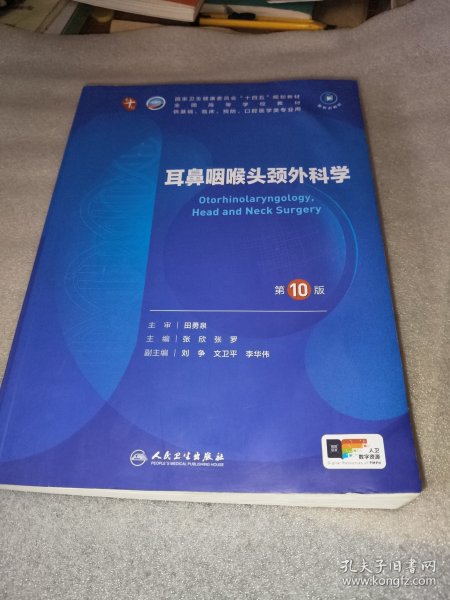 国家卫生健康委员会"十四五"规划教材
全国高等学校教材
供基础、临床、预防、口腔医学类专业用
耳鼻咽喉头颈外科学
Otorhinolaryngology,
Head and Neck Surgery
第10版
主审 田勇泉
主编 张欣 张罗
副主编 刘争 文卫平 李华伟
人民卫生出版社
PEOPLE'S MEDICAL PUBLISHING HOUSE
人卫
数字资源
Digital Resources of PMPH
孔夫子旧书网
www.kongfz.com